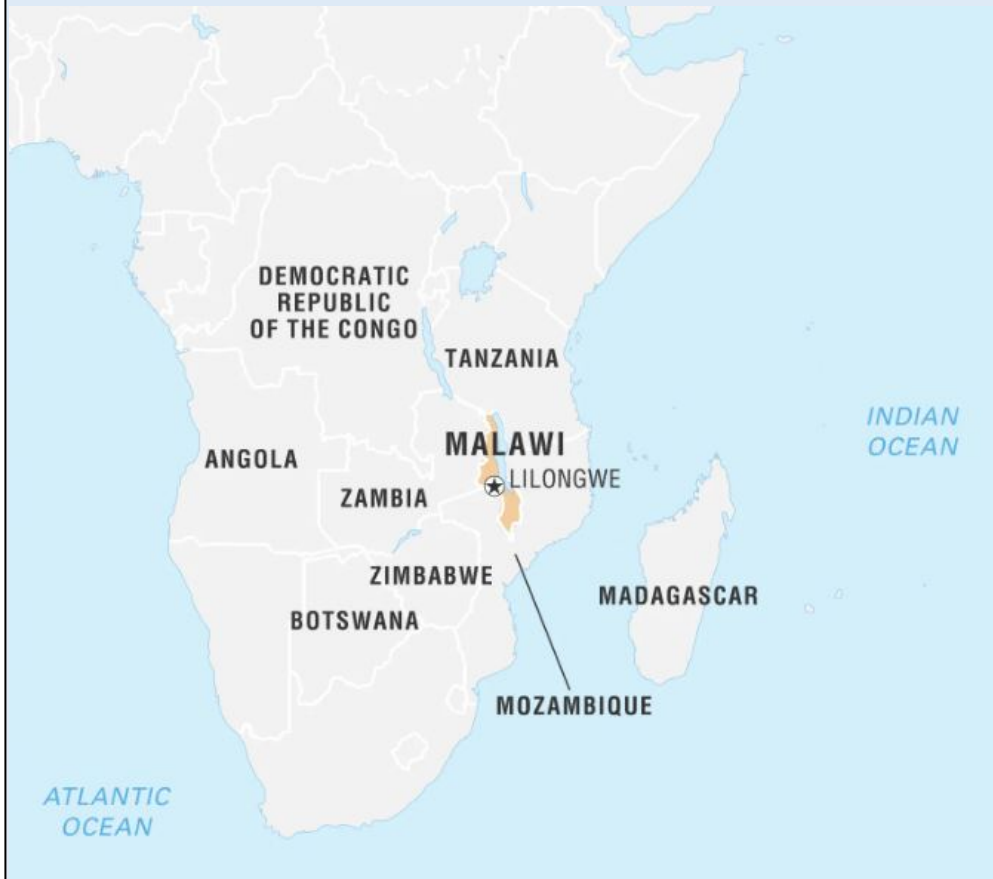 DEMOCRATIC
REPUBLIC
OF THE CONGO
TANZANIA
INDIAN
OCEAN
MALAWI
ANGOLA
LILONGWE
ZAMBIA
ZIMBABWE
MADAGASCAR
BOTSWANA
MOZAMBIQUE
ATLANTIC
OCEAN